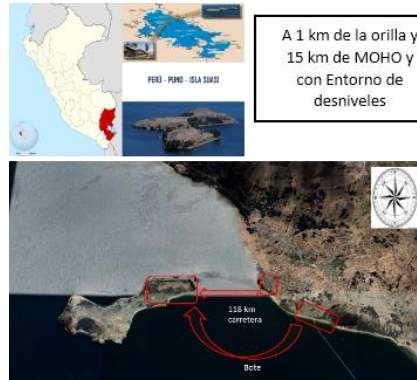 PERÚ - PUNO - ISLA SUASI
A 1 km de la orilla y
15 km de MOHO y
con Entorno de
desniveles
118 km
carretera
Bote